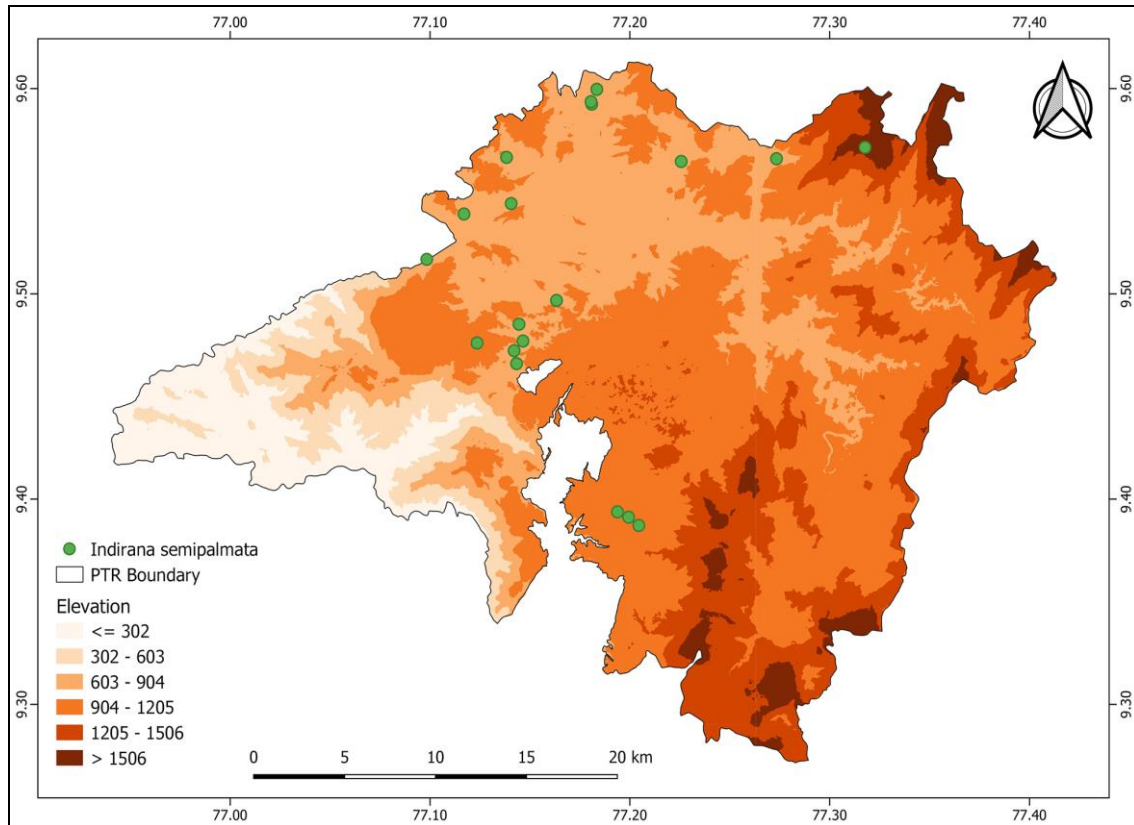 77.00 77.10 77.20 77.30 77.40
9.60 9.60
9.50 9.50
9.40 9.40
Indirana semipalmata
PTR Boundary
Elevation
<= 302
302 - 603
603 - 904
904 - 1205
1205 - 1506
> 1506
9.30 9.30
0 5 10 15 20 km
77.00 77.10 77.20 77.30 77.40